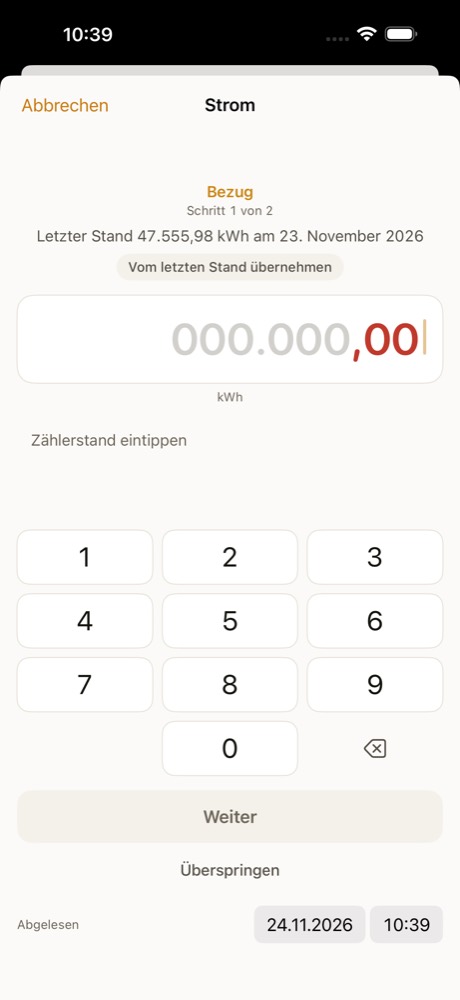 10:39
Abbrechen Strom
Bezug
Schritt 1 von 2
Letzter Stand 47.555,98 kWh am 23. November 2026
Vom letzten Stand übernehmen
000.000,00
kWh
Zählerstand eintippen
1 2 3
4 5 6
7 8 9
0
Weiter
Überspringen
Abgelesen 24.11.2026 10:39